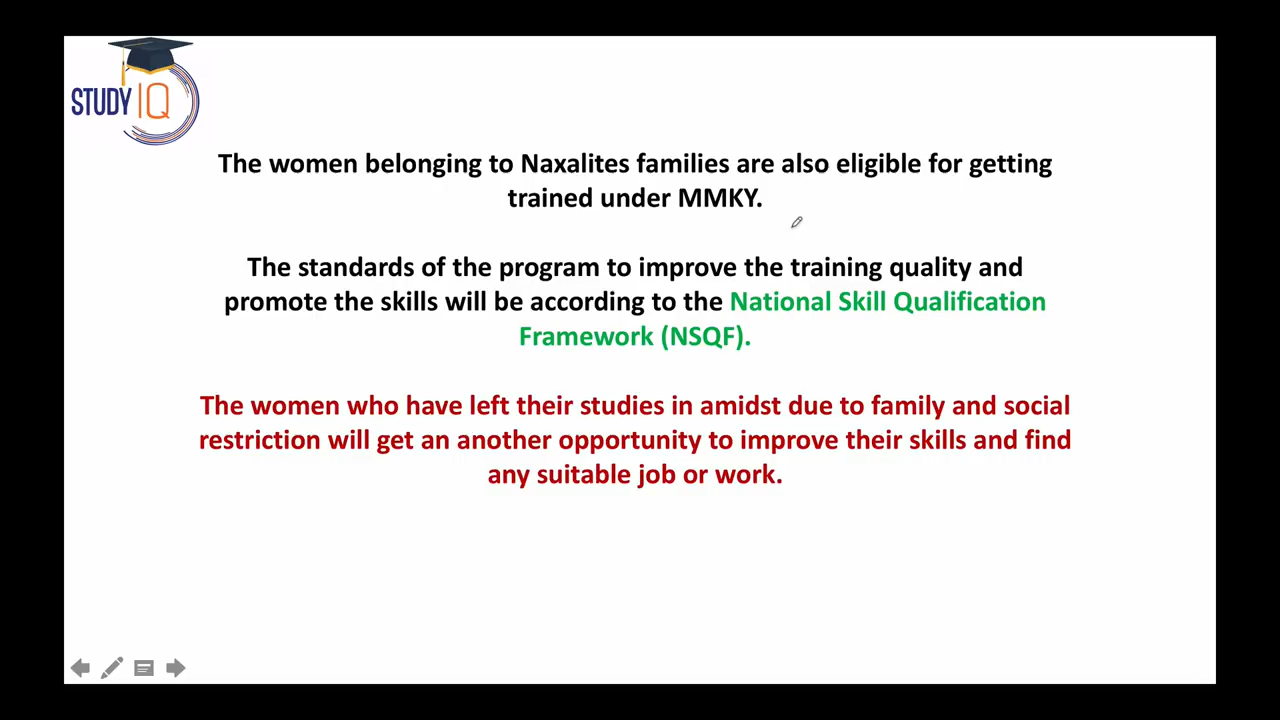 STUDY IQ
The women belonging to Naxalites families are also eligible for getting
trained under MMKY.
The standards of the program to improve the training quality and
promote the skills will be according to the National Skill Qualification
Framework (NSQF).
The women who have left their studies in amidst due to family and social
restriction will get an another opportunity to improve their skills and find
any suitable job or work.